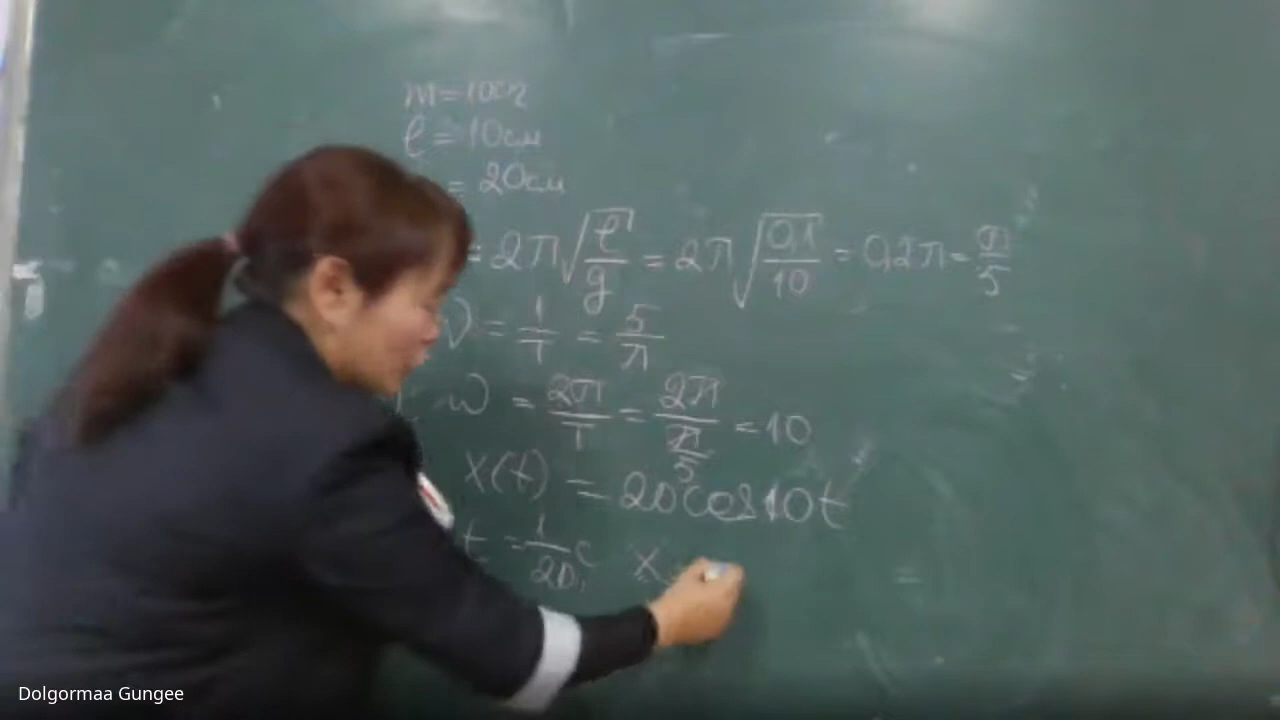 m=100г
l=10см
= 20см
=2π√(l/g) = 2π√(0,1/10) = 0,2π = π/5
ν = 1/T = 5/π
ω = 2π/T = 2π/(π/5) = 10
x(t) = 20cos10t
t = 1/20 c x
Dolgormaa Gungee